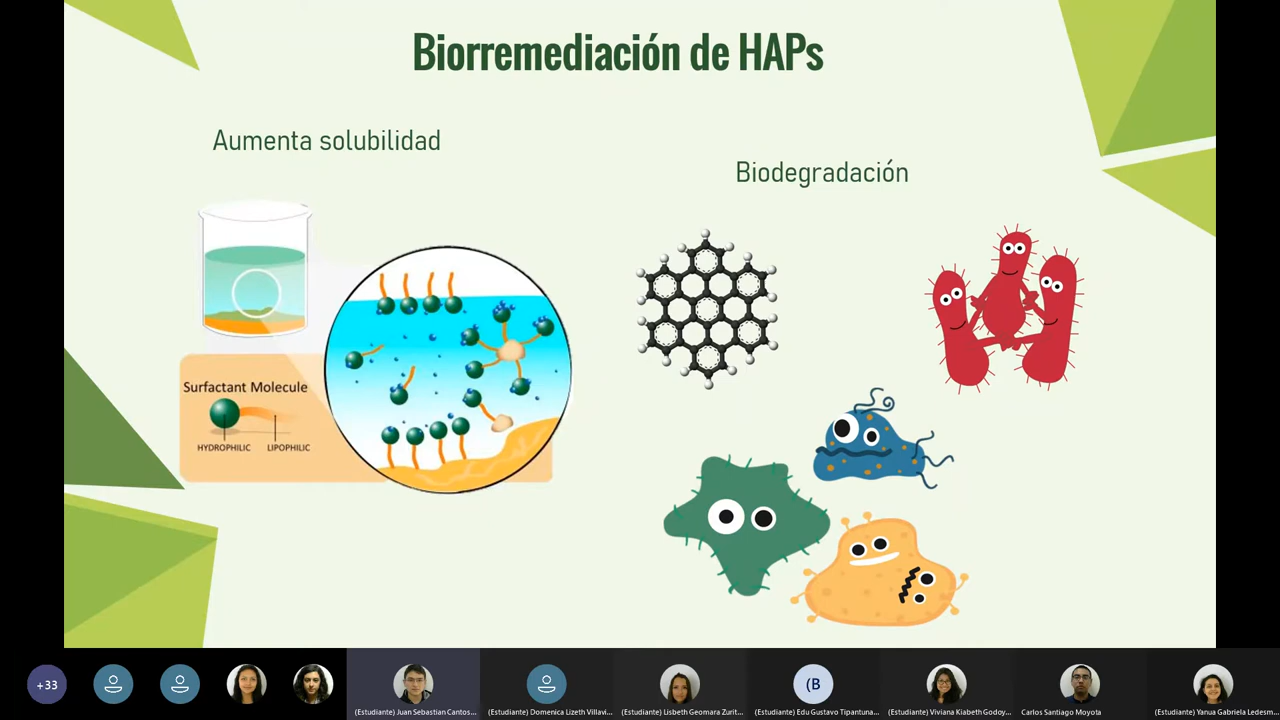 Biorremediación de HAPs
Aumenta solubilidad
Biodegradación
Surfactant Molecule
HYDROPHILIC
LIPOPHILIC
+33
(B
(Estudiante) Juan Sebastian Cantos...
(Estudiante) Domenica Lizeth Villavi...
(Estudiante) Lisbeth Geomara Zurit...
(Estudiante) Edu Gustavo Tipantuna...
(Estudiante) Viviana Kiabeth Godoy...
Carlos Santiago Moyota
(Estudiante) Yanua Gabriela Ledesm...